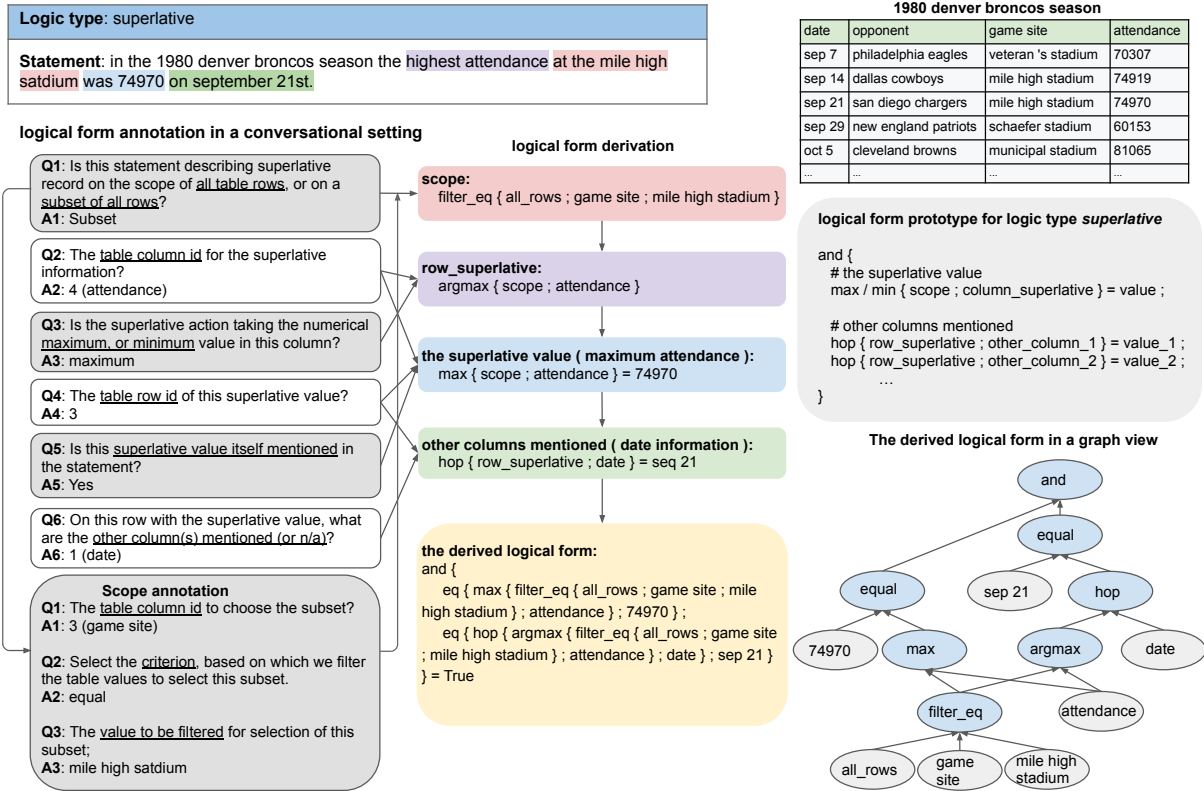 Logic type: superlative
Statement: in the 1980 denver broncos season the highest attendance at the mile high
satdium was 74970 on september 21st.
logical form annotation in a conversational setting
Q1: Is this statement describing superlative
record on the scope of all table rows, or on a
subset of all rows?
A1: Subset
Q2: The table column id for the superlative
information?
A2: 4 (attendance)
Q3: Is the superlative action taking the numerical
maximum, or minimum value in this column?
A3: maximum
Q4: The table row id of this superlative value?
A4: 3
Q5: Is this superlative value itself mentioned in
the statement?
A5: Yes
Q6: On this row with the superlative value, what
are the other column(s) mentioned (or n/a)?
A6: 1 (date)
Scope annotation
Q1: The table column id to choose the subset?
A1: 3 (game site)
Q2: Select the criterion, based on which we filter
the table values to select this subset.
A2: equal
Q3: The value to be filtered for selection of this
subset;
A3: mile high satdium
logical form derivation
scope:
filter_eq { all_rows ; game site ; mile high stadium }
row_superlative:
argmax { scope ; attendance }
the superlative value ( maximum attendance ):
max { scope ; attendance } = 74970
other columns mentioned ( date information ):
hop { row_superlative ; date } = seq 21
the derived logical form:
and {
eq { max { filter_eq { all_rows ; game site ; mile
high stadium } ; attendance } ; 74970 } ;
eq { hop { argmax { filter_eq { all_rows ; game site
; mile high stadium } ; attendance } ; date } ; sep 21 }
} = True
1980 denver broncos season
date opponent game site attendance
sep 7 philadelphia eagles veteran 's stadium 70307
sep 14 dallas cowboys mile high stadium 74919
sep 21 san diego chargers mile high stadium 74970
sep 29 new england patriots schaefer stadium 60153
oct 5 cleveland browns municipal stadium 81065
... ... ... ...
logical form prototype for logic type superlative
and {
# the superlative value
max / min { scope ; column_superlative } = value ;
# other columns mentioned
hop { row_superlative ; other_column_1 } = value_1 ;
hop { row_superlative ; other_column_2 } = value_2 ;
...
}
The derived logical form in a graph view
and
equal
equal
sep 21
hop
74970
max
argmax
date
filter_eq
attendance
all_rows
game
site
mile high
stadium